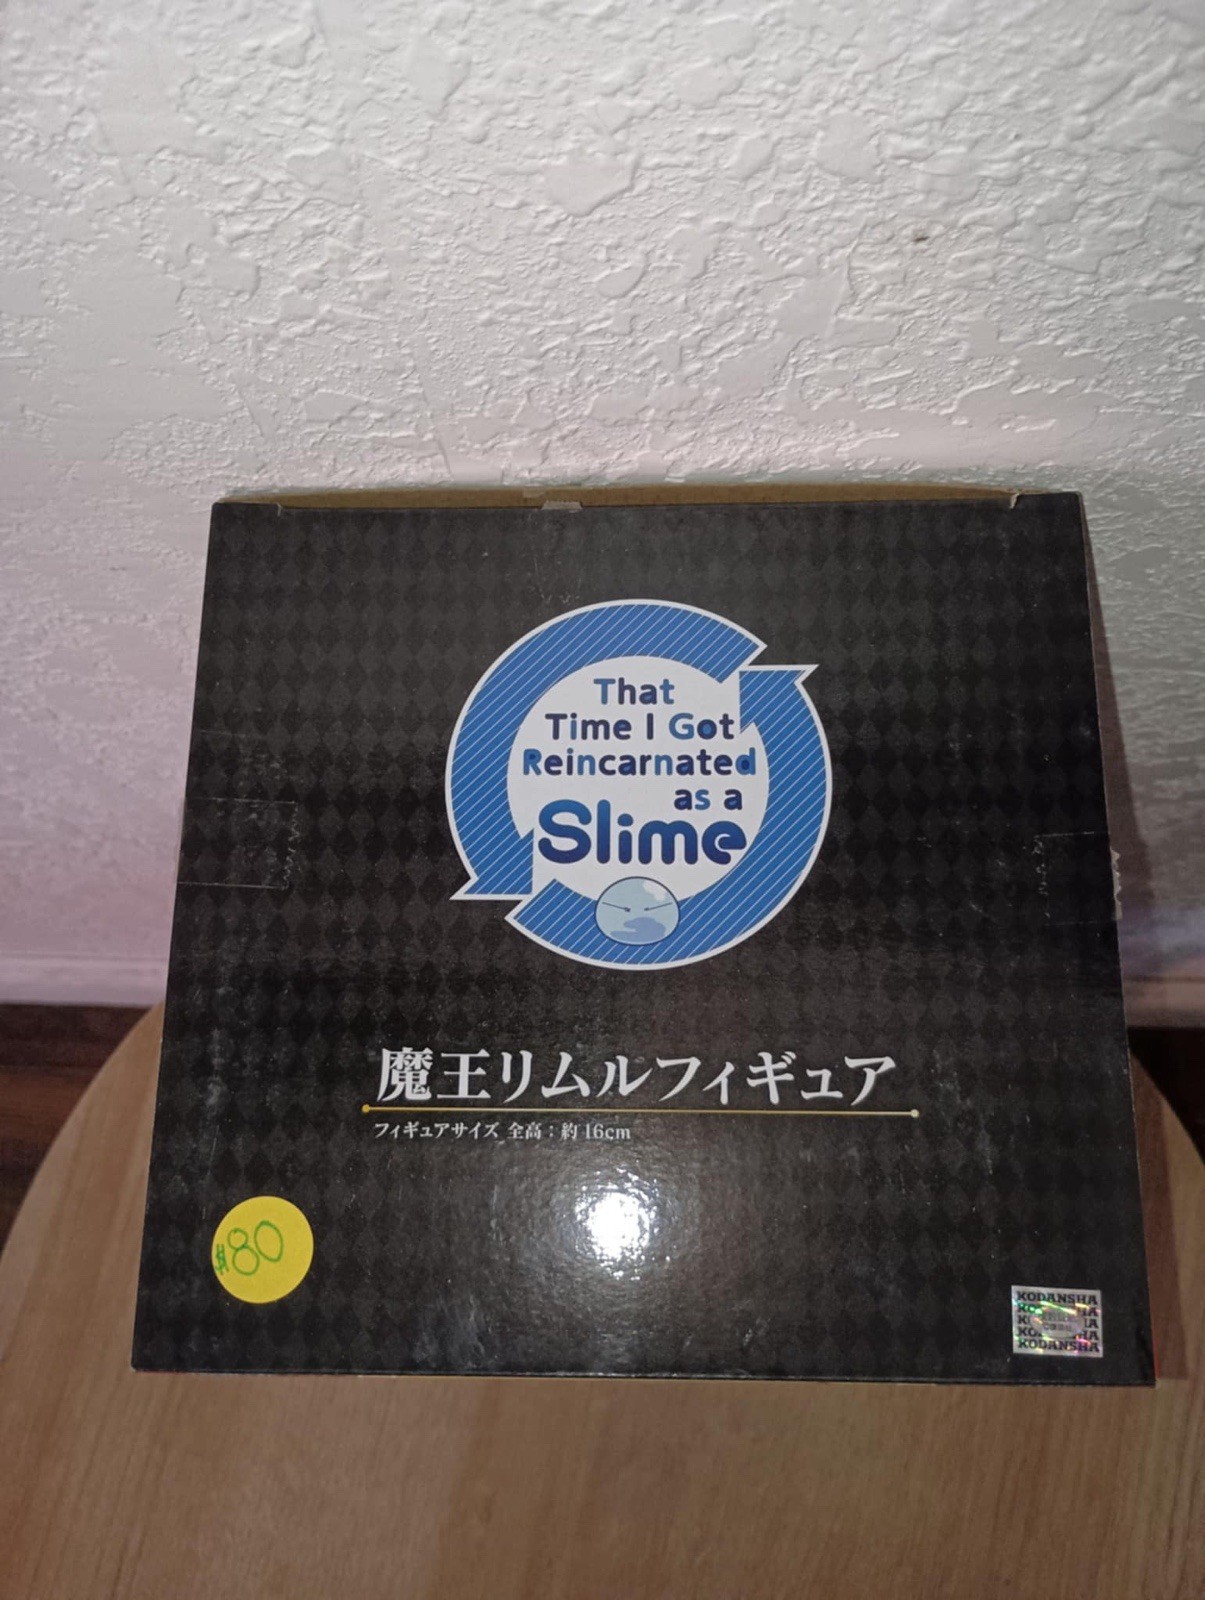 That
Time I Got
Reincarnated
as a
Slime
魔王リムルフィギュア
フィギュアサイズ 全高：約16cm
$80
KODANSHA
KODANSHA